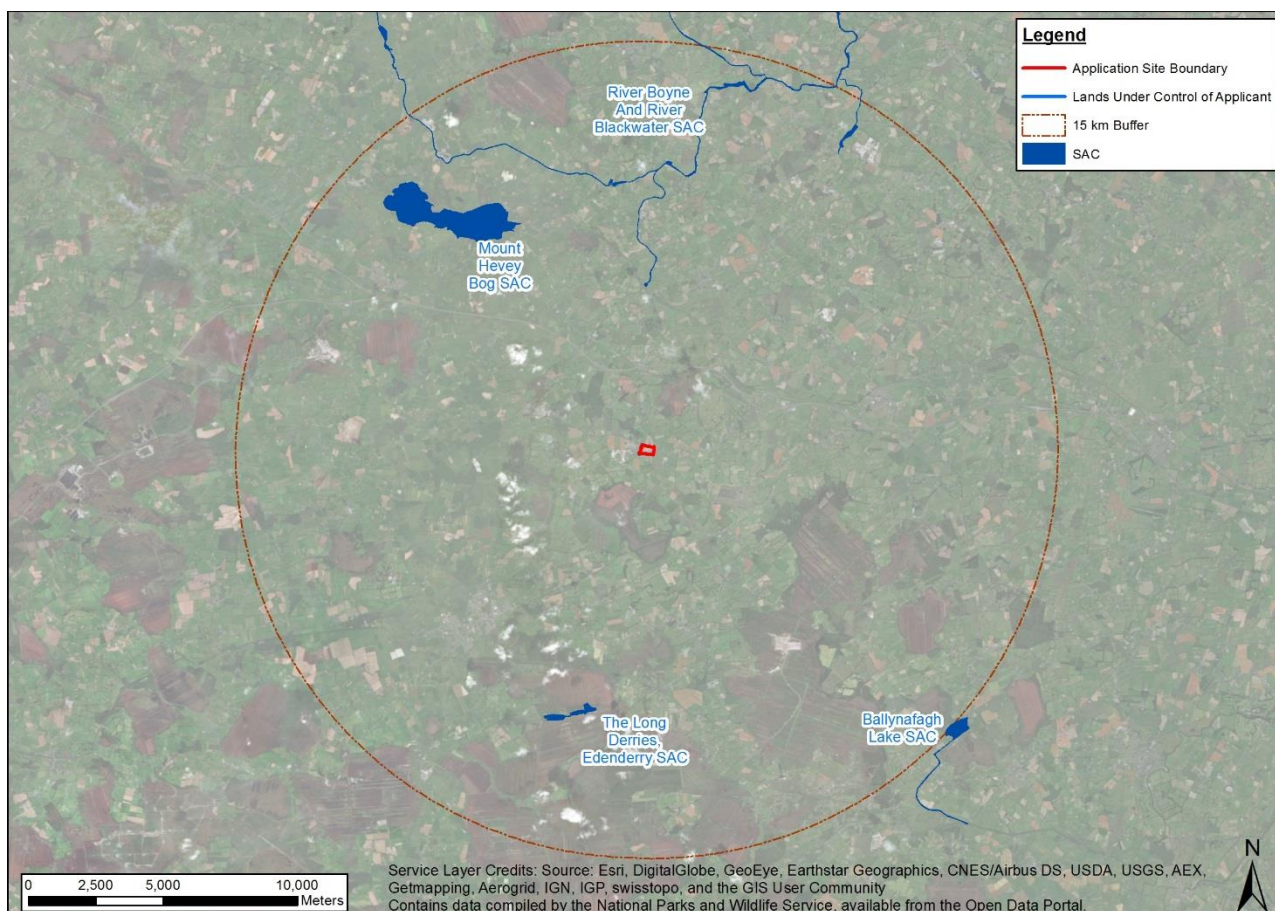 Legend
Application Site Boundary
Lands Under Control of Applicant
15 km Buffer
SAC
River Boyne
And River
Blackwater SAC
Mount
Hevey
Bog SAC
The Long
Derries,
Edenderry SAC
Ballynafagh
Lake SAC
0 2,500 5,000 10,000
Meters
Service Layer Credits: Source: Esri, DigitalGlobe, GeoEye, Earthstar Geographics, CNES/Airbus DS, USDA, USGS, AEX,
Getmapping, Aerogrid, IGN, IGP, swisstopo, and the GIS User Community
Contains data compiled by the National Parks and Wildlife Service, available from the Open Data Portal.
N